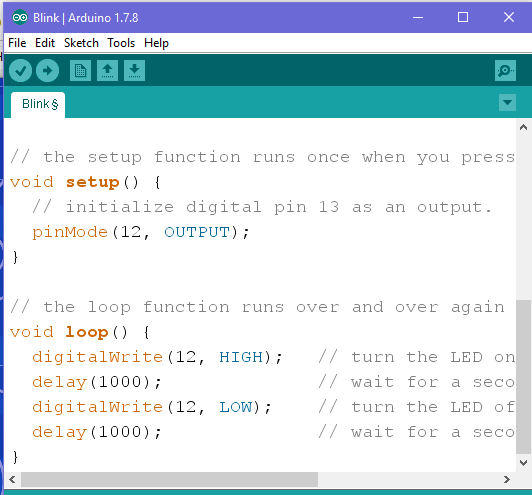 Blink | Arduino 1.7.8
File Edit Sketch Tools Help
Blink §
// the setup function runs once when you press
void setup() {
  // initialize digital pin 13 as an output.
  pinMode(12, OUTPUT);
}
// the loop function runs over and over again
void loop() {
  digitalWrite(12, HIGH);   // turn the LED on
  delay(1000);              // wait for a seco
  digitalWrite(12, LOW);    // turn the LED of
  delay(1000);              // wait for a seco
}